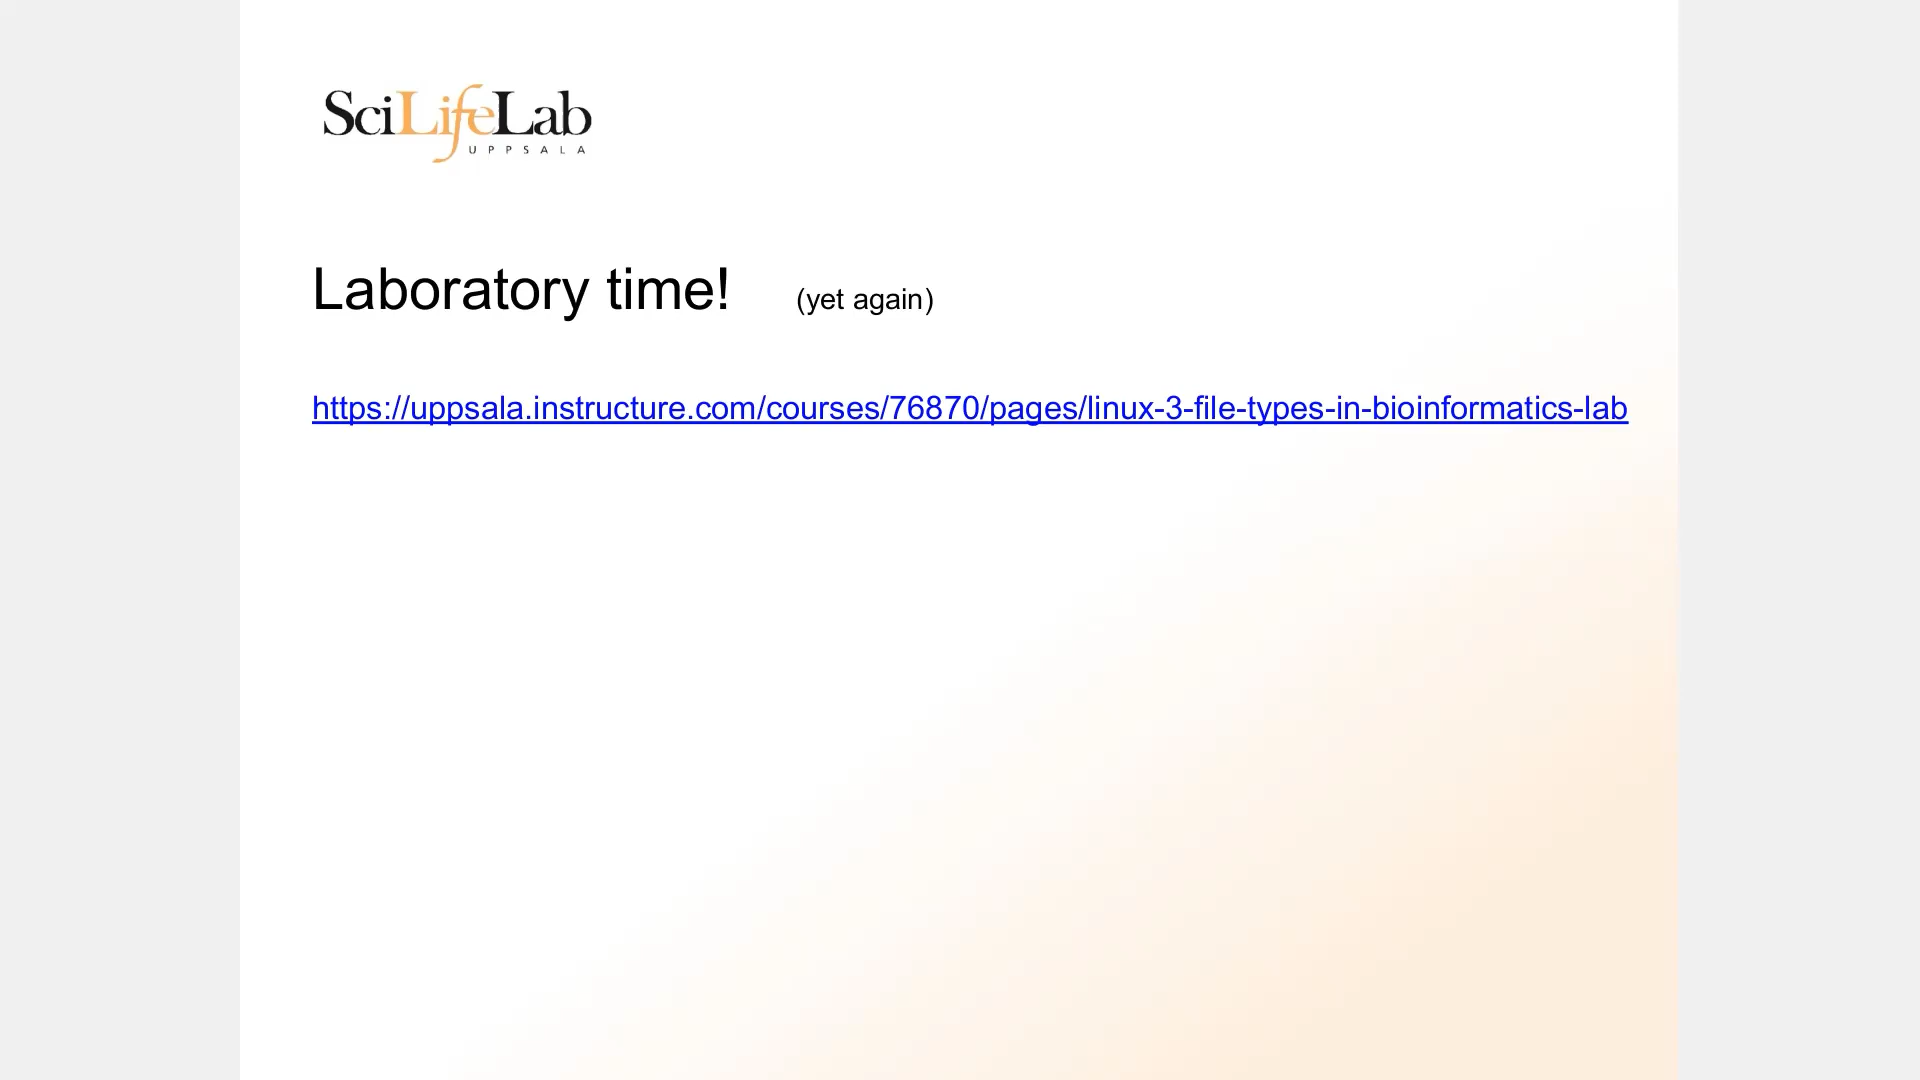 SciLifeLab
UPPSALA
Laboratory time! (yet again)
https://uppsala.instructure.com/courses/76870/pages/linux-3-file-types-in-bioinformatics-lab